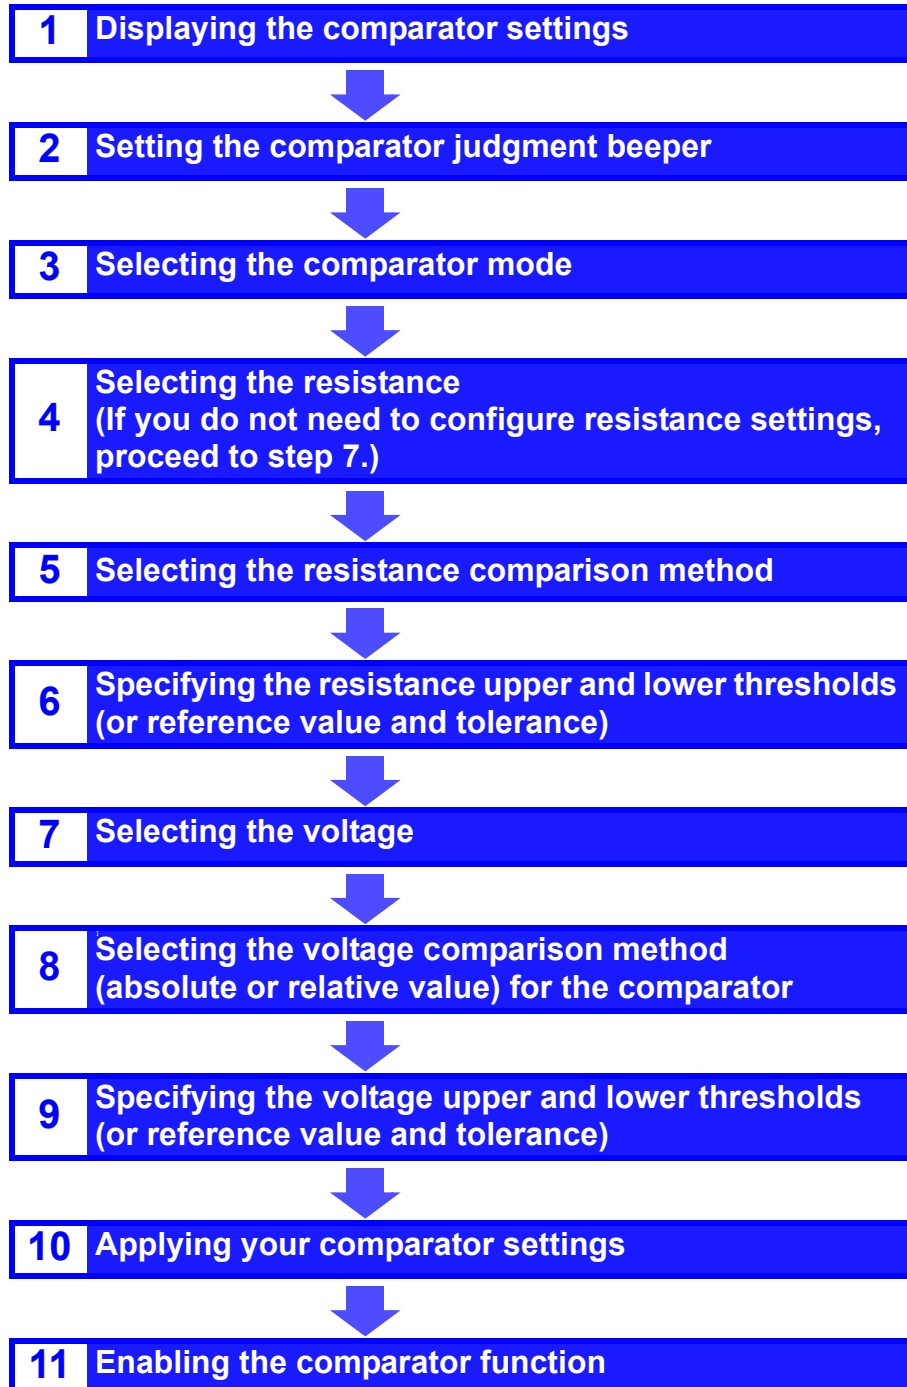 1 Displaying the comparator settings
2 Setting the comparator judgment beeper
3 Selecting the comparator mode
4 Selecting the resistance
(If you do not need to configure resistance settings,
proceed to step 7.)
5 Selecting the resistance comparison method
6 Specifying the resistance upper and lower thresholds
(or reference value and tolerance)
7 Selecting the voltage
8 Selecting the voltage comparison method
(absolute or relative value) for the comparator
9 Specifying the voltage upper and lower thresholds
(or reference value and tolerance)
10 Applying your comparator settings
11 Enabling the comparator function